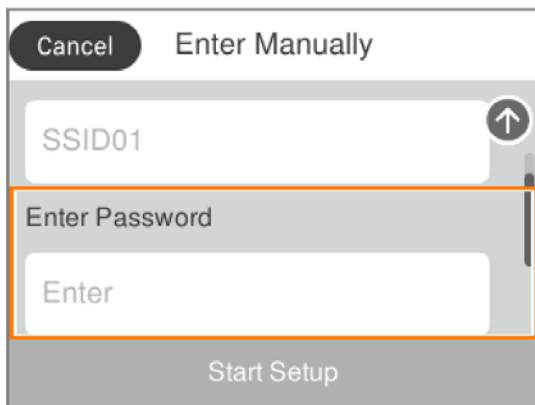 Cancel Enter Manually
SSID01
Enter Password
Enter
Start Setup